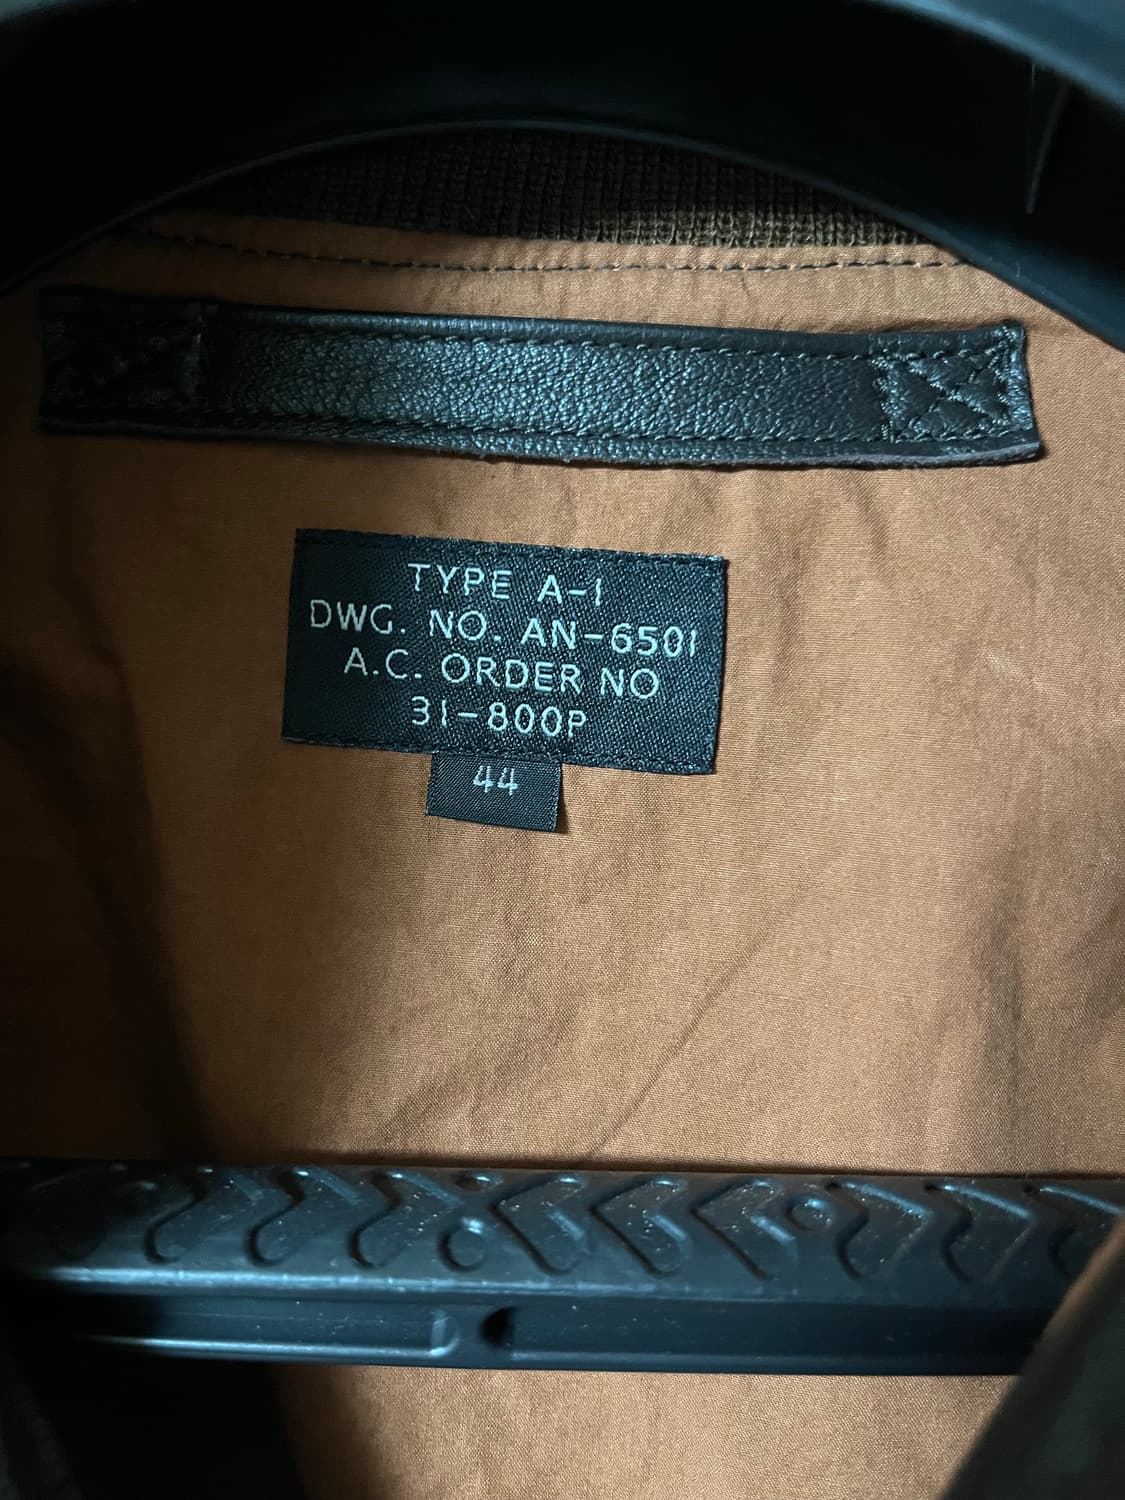 TYPE A-1
DWG. NO. AN-6501
A.C. ORDER NO
31-800P
44